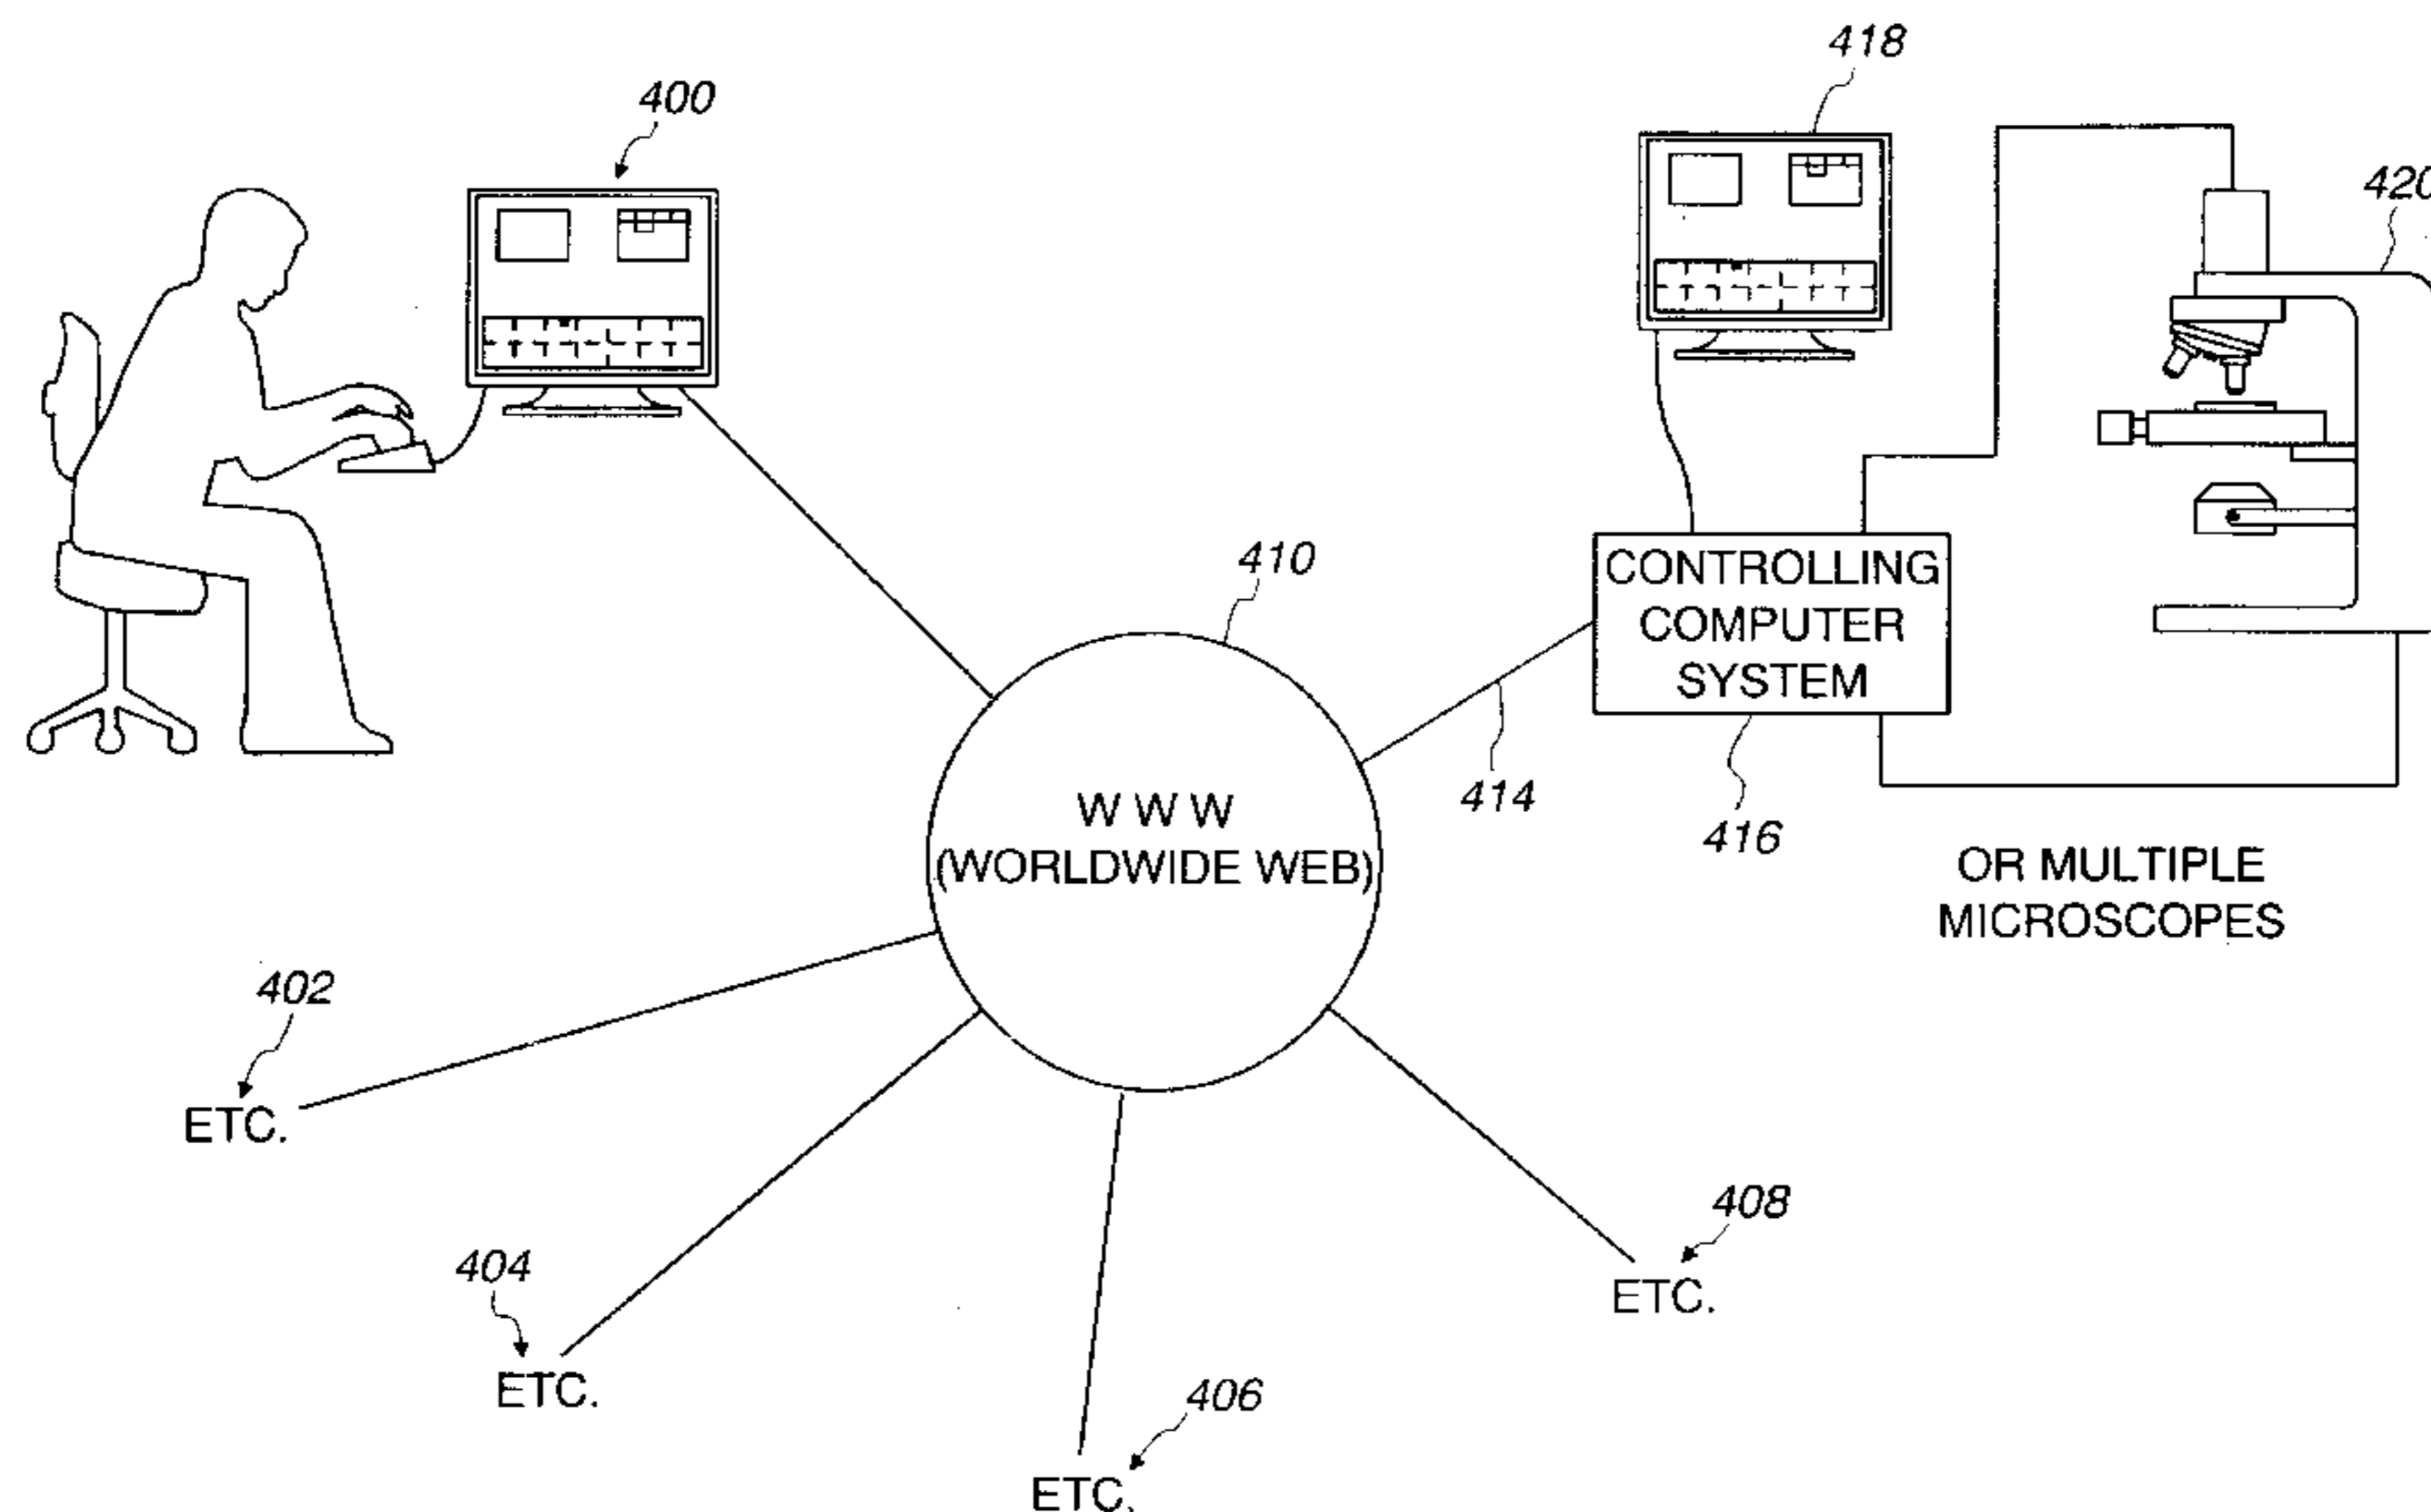 418
400
420
410
CONTROLLING
COMPUTER
SYSTEM
414
416
W W W
(WORLDWIDE WEB)
OR MULTIPLE
MICROSCOPES
402
ETC.
408
ETC.
404
ETC.
406
ETC.